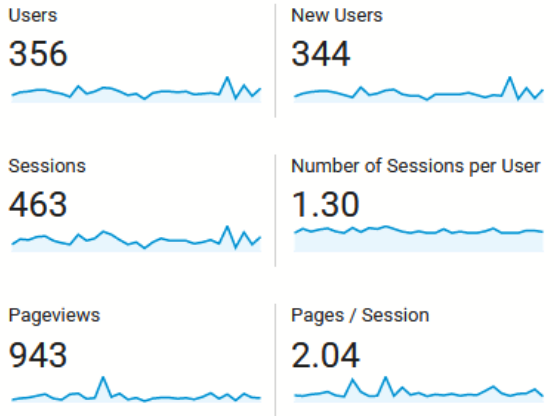 Users
356
New Users
344
Sessions
463
Number of Sessions per User
1.30
Pageviews
943
Pages / Session
2.04